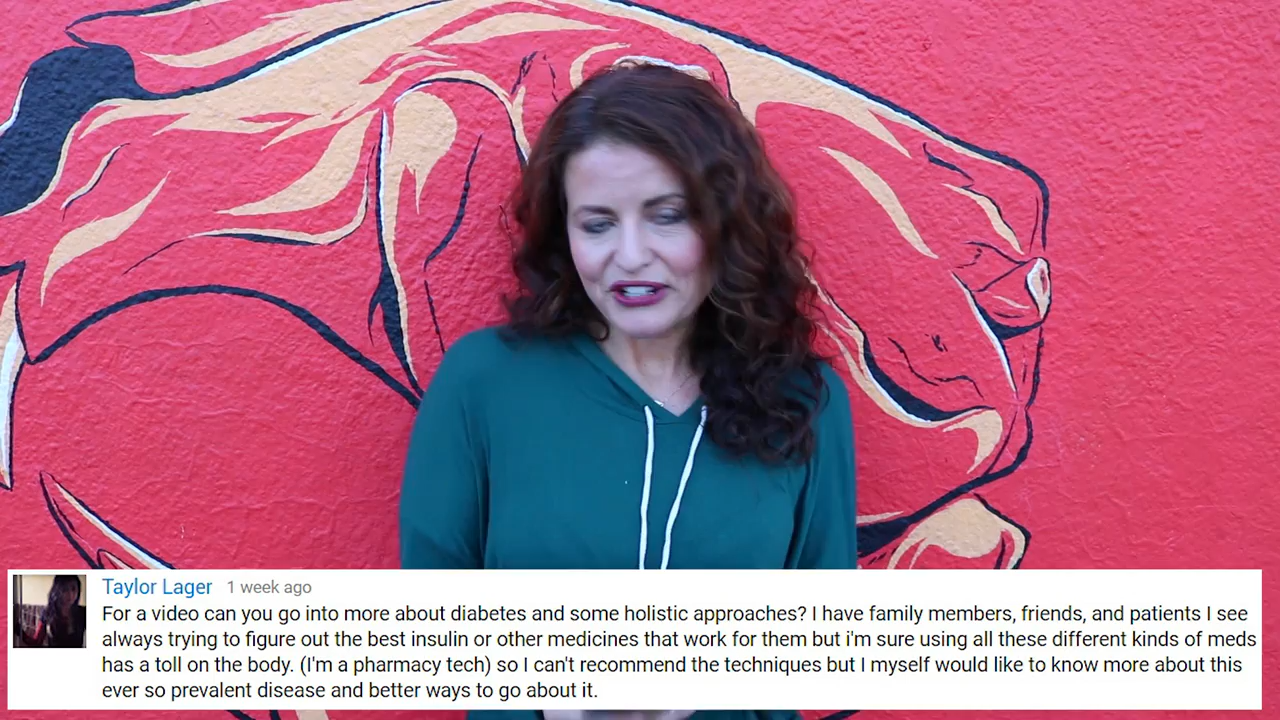 Taylor Lager 1 week ago
For a video can you go into more about diabetes and some holistic approaches? I have family members, friends, and patients I see
always trying to figure out the best insulin or other medicines that work for them but i'm sure using all these different kinds of meds
has a toll on the body. (I'm a pharmacy tech) so I can't recommend the techniques but I myself would like to know more about this
ever so prevalent disease and better ways to go about it.